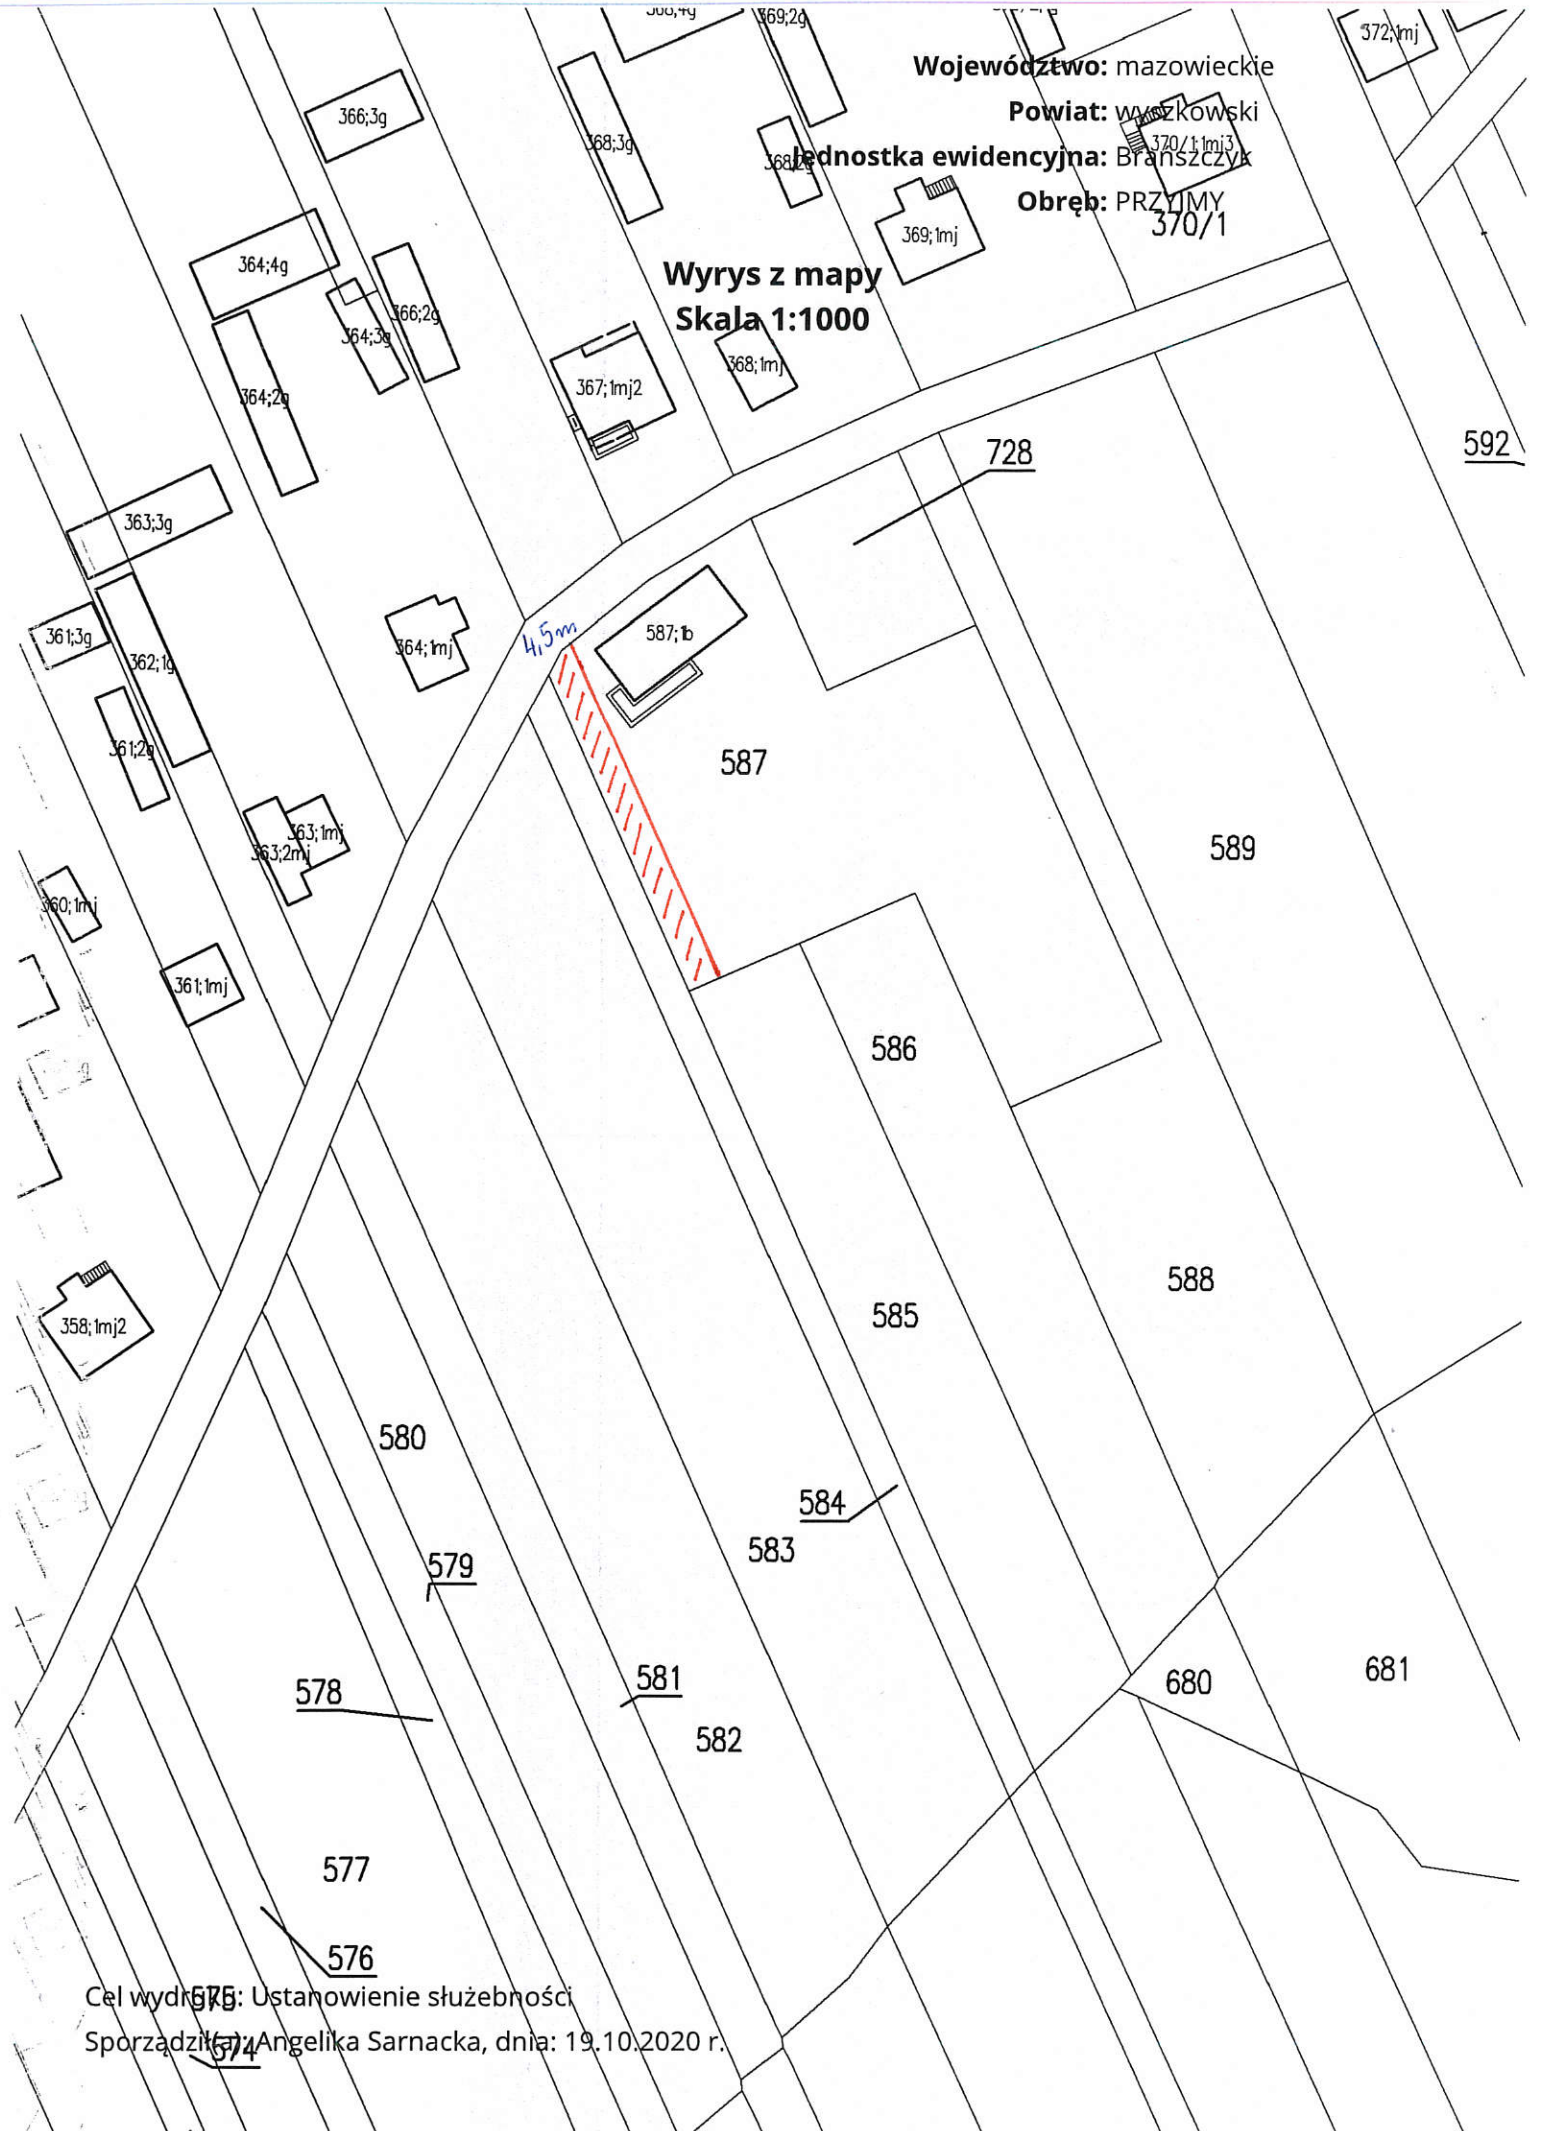 369;2g
372;1mj
Województwo: mazowieckie
366;3g
Powiat: wyszkowski
368;3g
370/1;1mj3
368;2g
Jednostka ewidencyjna: Brańszczyk
Obręb: PRZYJMY
370/1
369;1mj
364;4g
Wyrys z mapy
366;2g
Skala 1:1000
364;3g
368;1mj
367;1mj2
364;2g
592
728
363;3g
4,5m
587;1b
361;3g
364;1mj
362;1g
361;2g
587
363;1mj
363;2mj
589
360;1mj
361;1mj
586
588
585
358;1mj2
580
584
583
579
581
680
681
578
582
577
576
575
Cel wydruku: Ustanowienie służebności
Sporządził(a): Angelika Sarnacka, dnia: 19.10.2020 r.
574